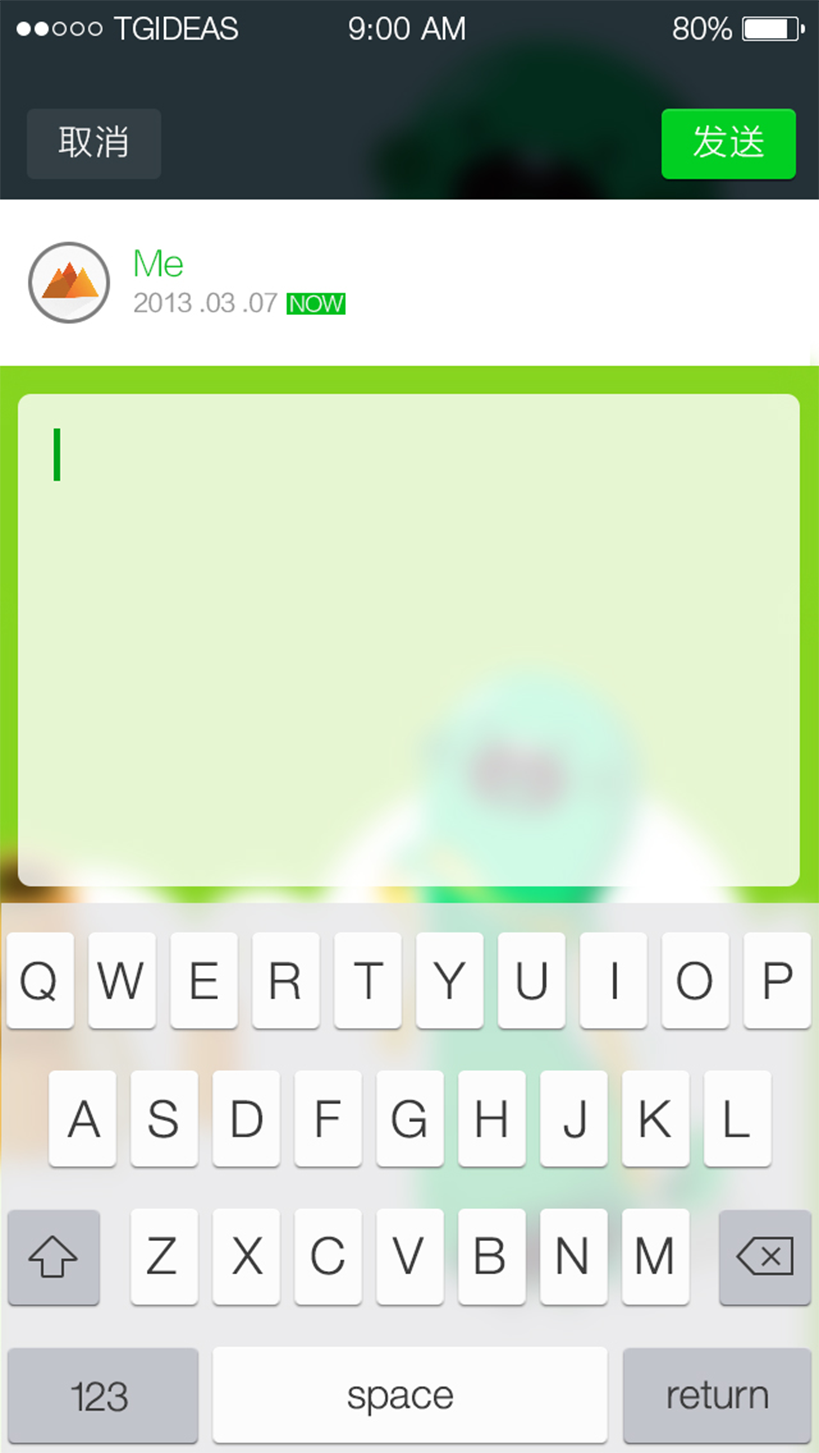 TGIDEAS 9:00 AM 80%
取消 发送
Me
2013.03.07 NOW
Q W E R T Y U I O P
A S D F G H J K L
Z X C V B N M
123 space return